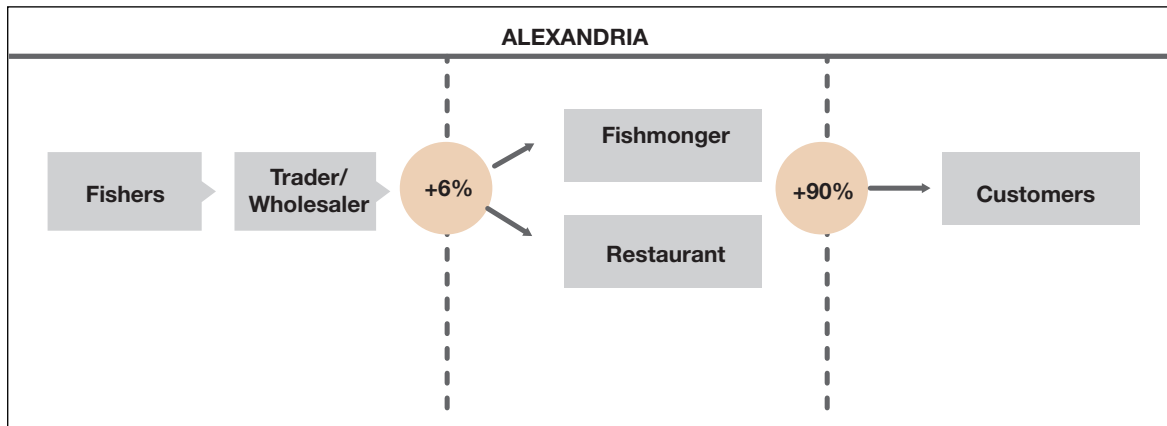 ALEXANDRIA
Fishers
Trader/
Wholesaler
+6%
Fishmonger
Restaurant
+90%
Customers